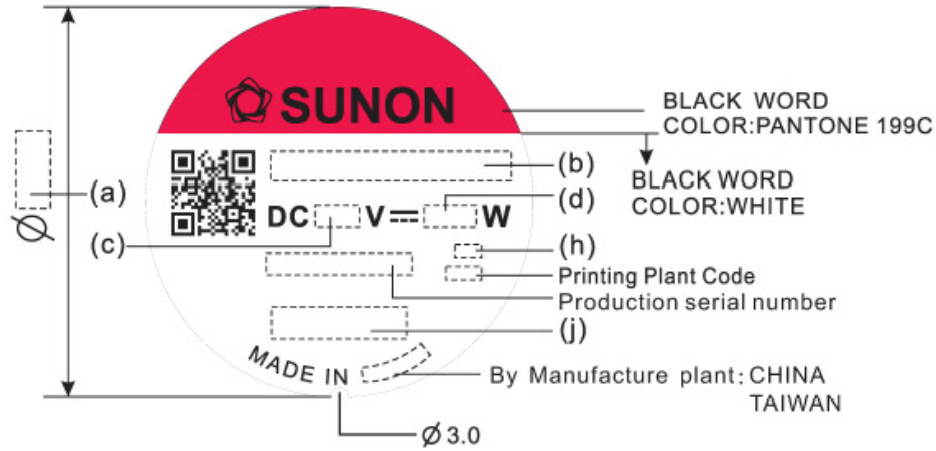 SUNON
BLACK WORD
COLOR:PANTONE 199C
(b)
BLACK WORD
COLOR:WHITE
(a)
Ø
DC V⎓ W
(d)
(c)
(h)
Printing Plant Code
Production serial number
(j)
MADE IN
By Manufacture plant: CHINA
TAIWAN
Ø 3.0